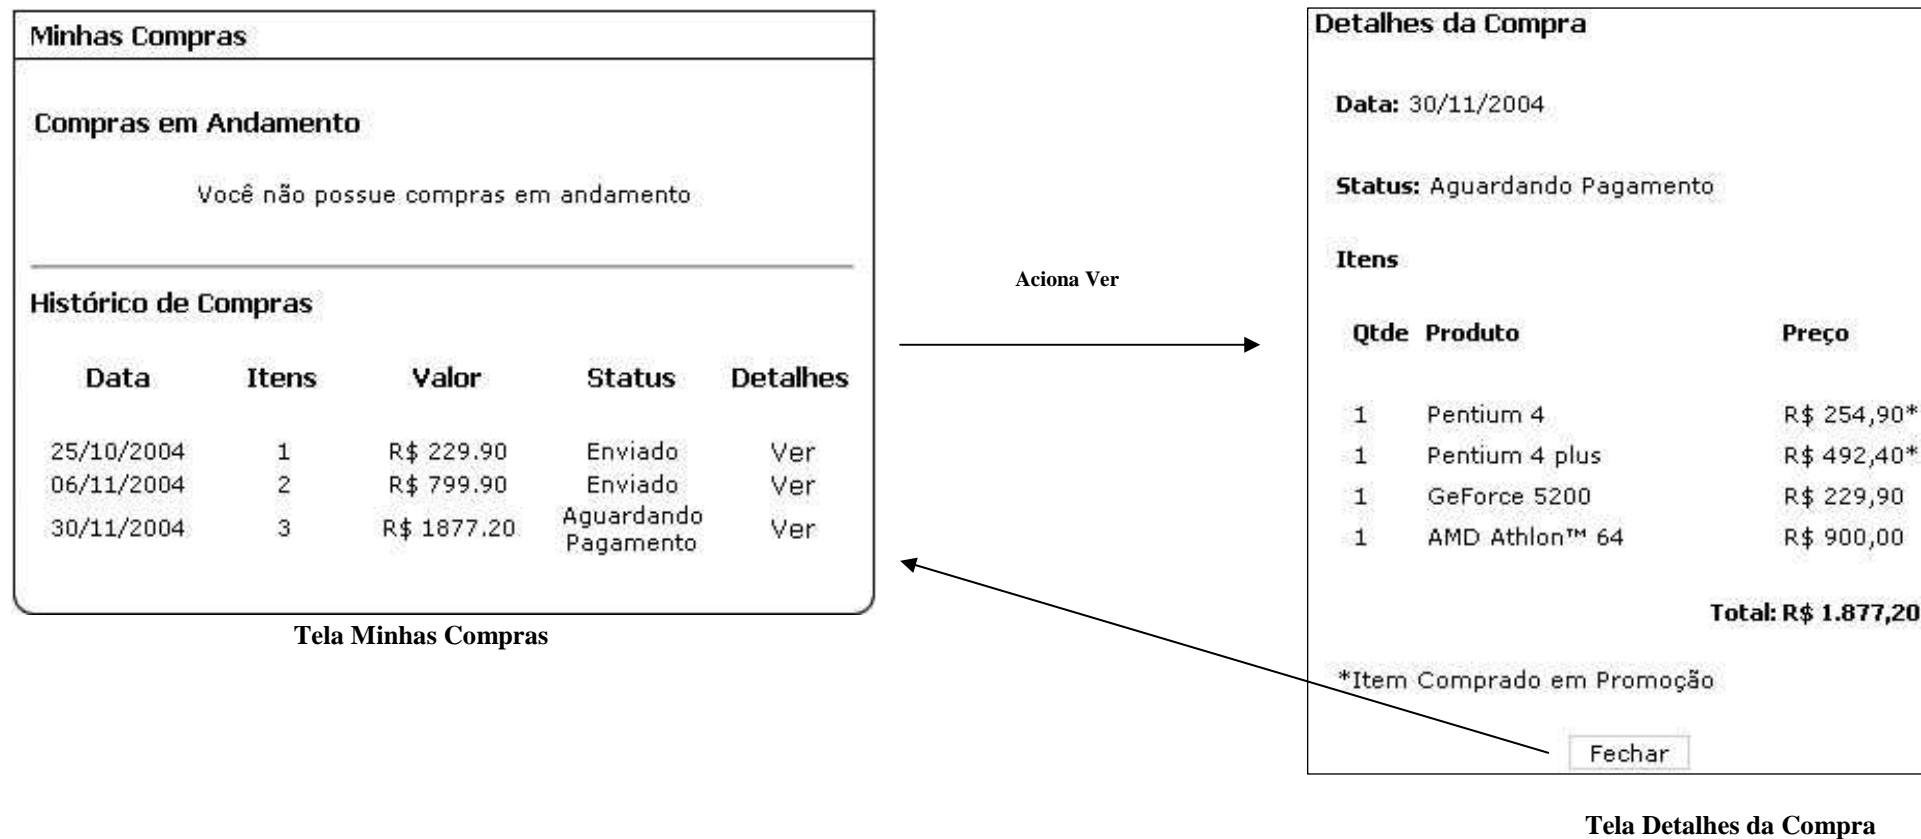 Minhas Compras
Compras em Andamento
Você não possue compras em andamento
Histórico de Compras
Data Itens Valor Status Detalhes
25/10/2004 1 R$ 229.90 Enviado Ver
06/11/2004 2 R$ 799.90 Enviado Ver
30/11/2004 3 R$ 1877.20 Aguardando Pagamento Ver
Tela Minhas Compras
Aciona Ver
Detalhes da Compra
Data: 30/11/2004
Status: Aguardando Pagamento
Itens
Qtde Produto Preço
1 Pentium 4 R$ 254,90*
1 Pentium 4 plus R$ 492,40*
1 GeForce 5200 R$ 229,90
1 AMD Athlon™ 64 R$ 900,00
Total: R$ 1.877,20
*Item Comprado em Promoção
Fechar
Tela Detalhes da Compra